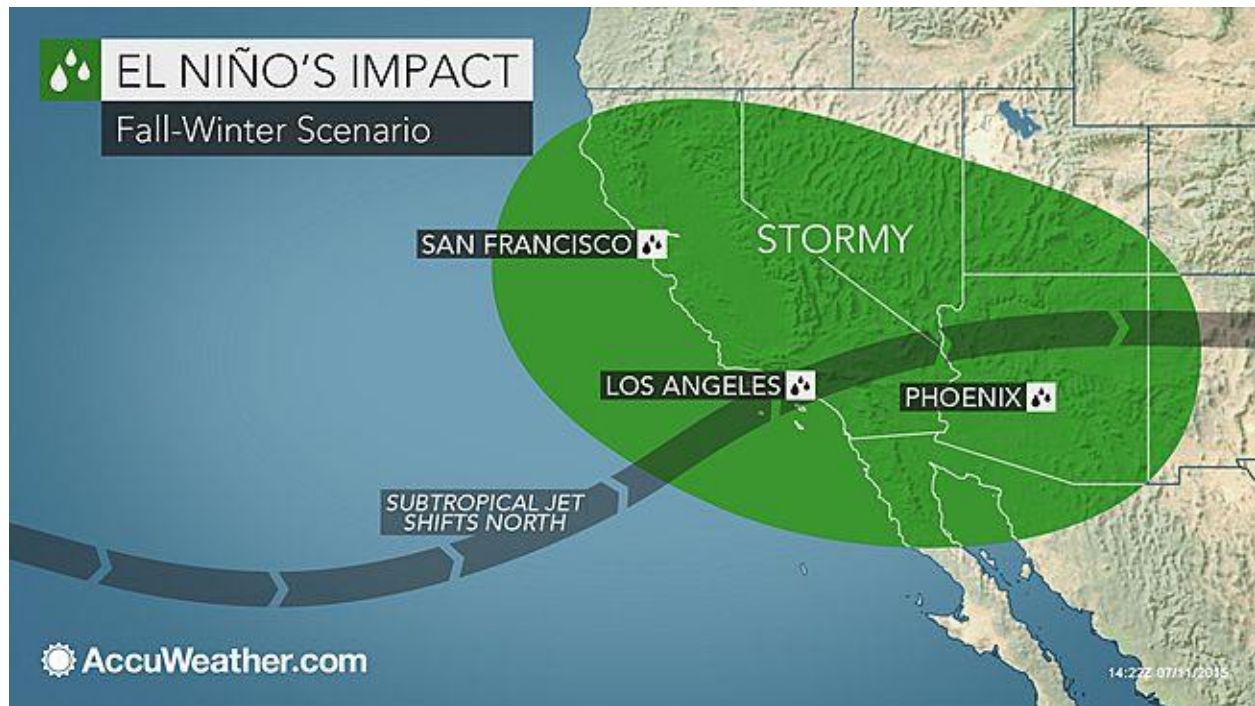 EL NIÑO'S IMPACT
Fall-Winter Scenario
SAN FRANCISCO
STORMY
LOS ANGELES
PHOENIX
SUBTROPICAL JET
SHIFTS NORTH
AccuWeather.com
14:22Z 07/11/2015